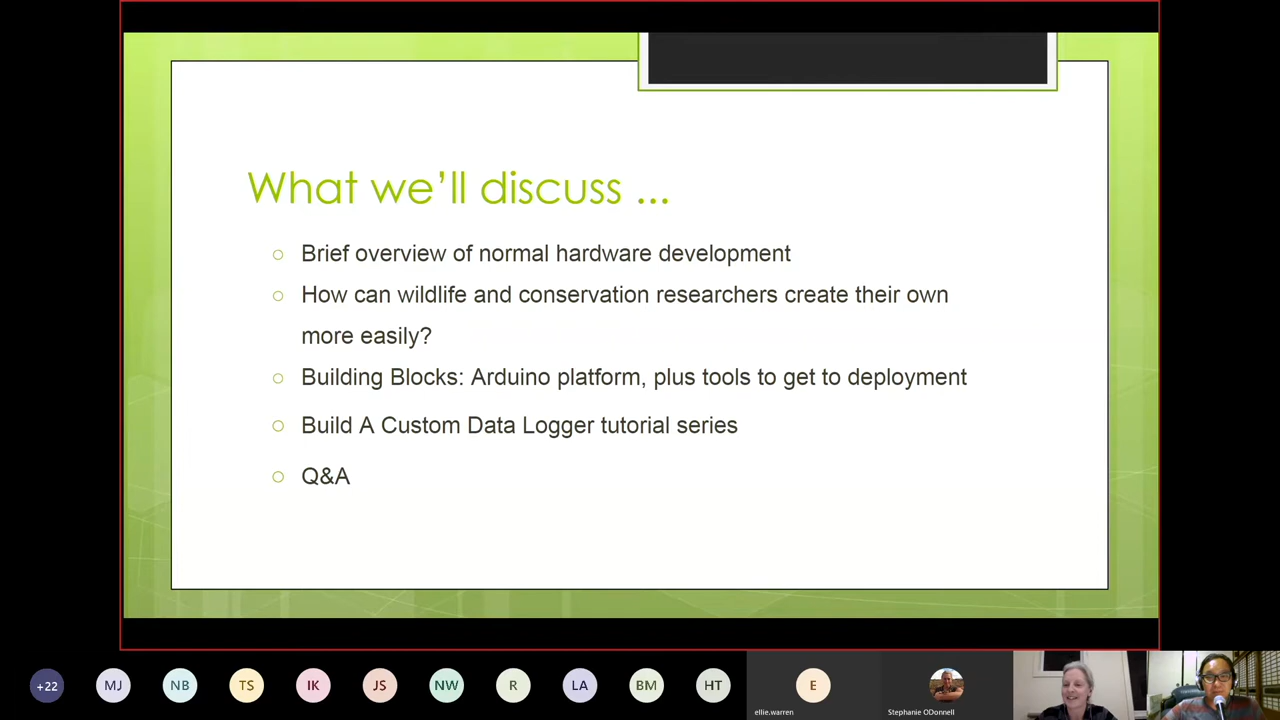 What we’ll discuss ...
Brief overview of normal hardware development
How can wildlife and conservation researchers create their own
more easily?
Building Blocks: Arduino platform, plus tools to get to deployment
Build A Custom Data Logger tutorial series
Q&A
+22
MJ
NB
TS
IK
JS
NW
R
LA
BM
HT
E
ellie.warren
Stephanie ODonnell